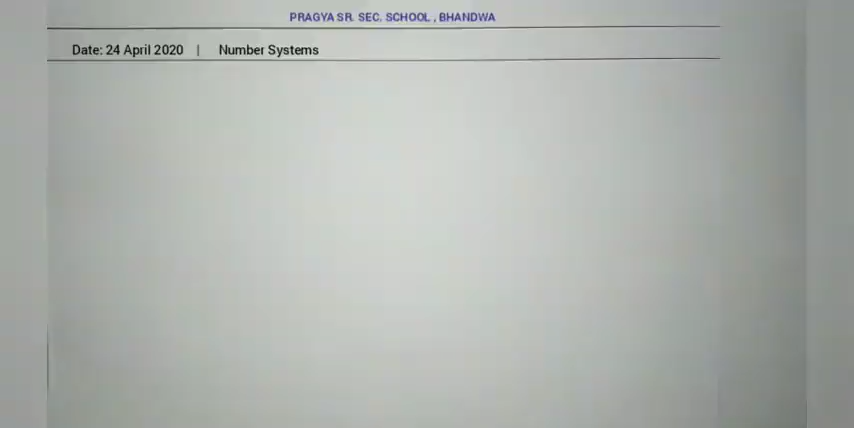 PRAGYA SR. SEC. SCHOOL , BHANDWA
Date: 24 April 2020 | Number Systems